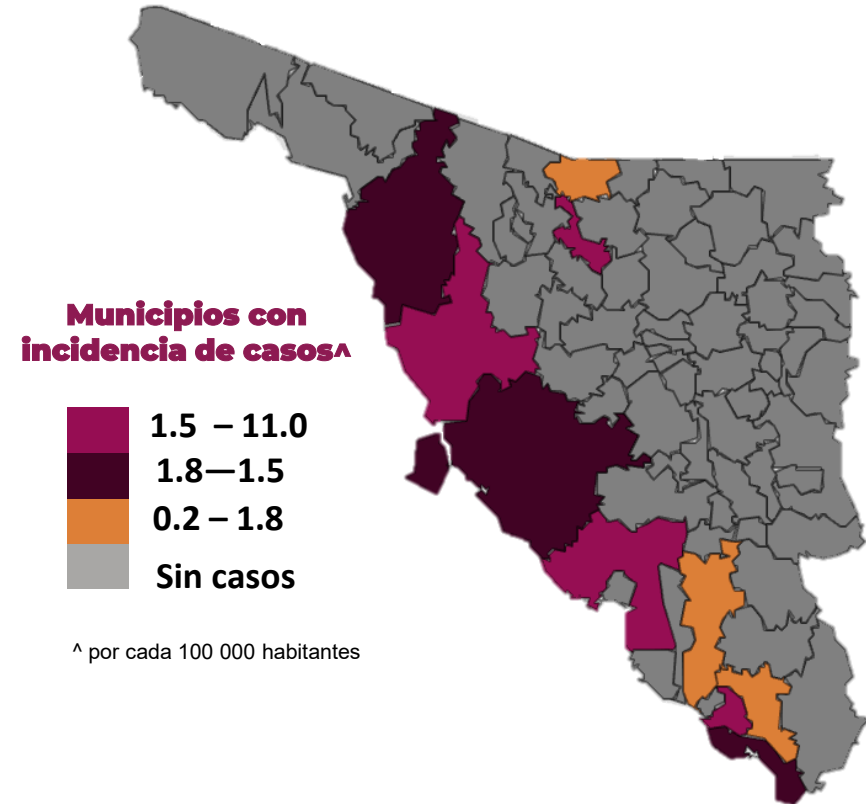 Municipios con
incidencia de casos^
1.5 – 11.0
1.8—1.5
0.2 – 1.8
Sin casos
^ por cada 100 000 habitantes